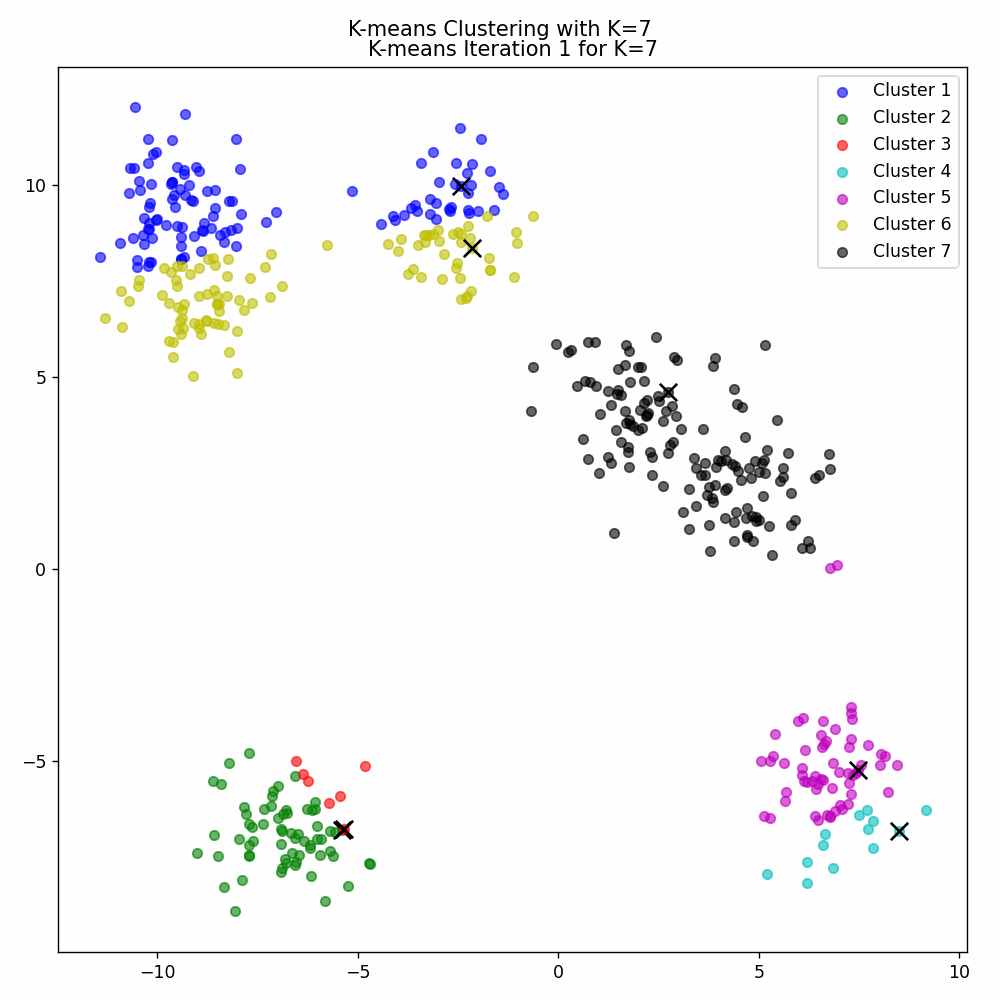 K-means Clustering with K=7
K-means Iteration 1 for K=7
Cluster 1
Cluster 2
Cluster 3
Cluster 4
Cluster 5
Cluster 6
Cluster 7
10
5
0
−5
−10
−5
0
5
10